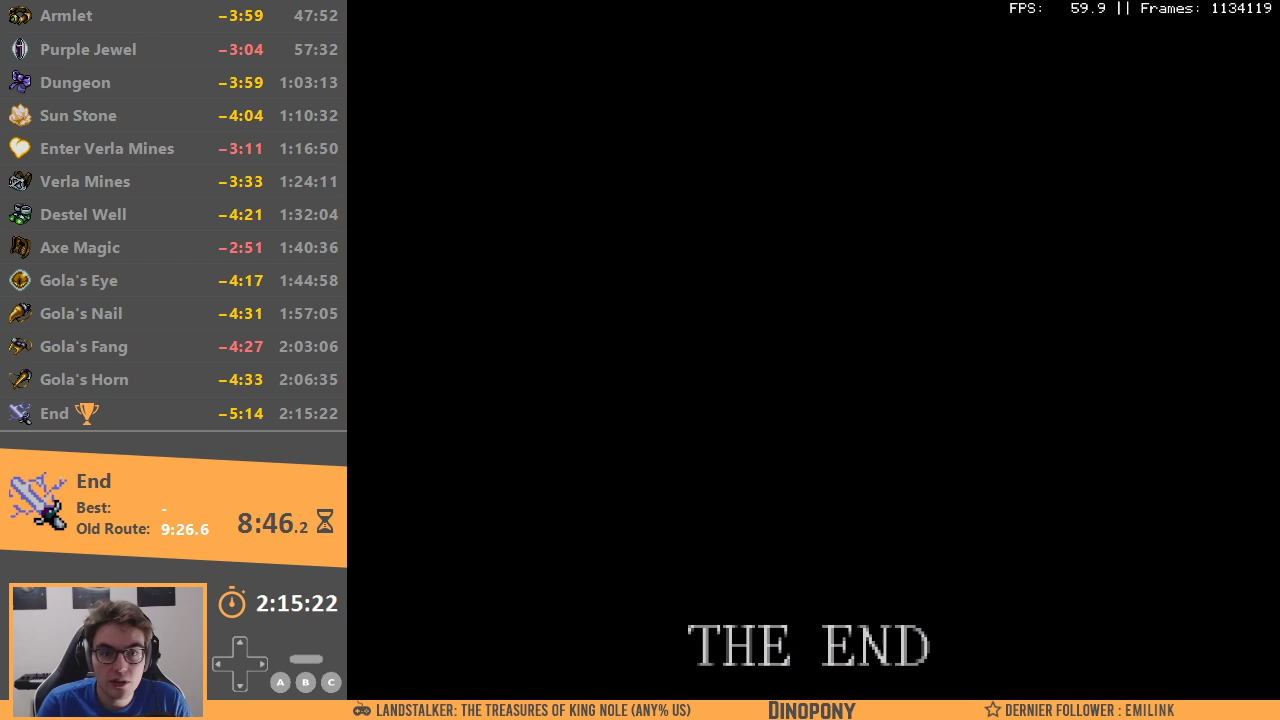 FPS: 59.9 || Frames: 1134119
Armlet −3:59 47:52
Purple Jewel −3:04 57:32
Dungeon −3:59 1:03:13
Sun Stone −4:04 1:10:32
Enter Verla Mines −3:11 1:16:50
Verla Mines −3:33 1:24:11
Destel Well −4:21 1:32:04
Axe Magic −2:51 1:40:36
Gola's Eye −4:17 1:44:58
Gola's Nail −4:31 1:57:05
Gola's Fang −4:27 2:03:06
Gola's Horn −4:33 2:06:35
End −5:14 2:15:22
End
Best: -
Old Route: 9:26.6
8:46.2
2:15:22
A B C
THE END
LANDSTALKER: THE TREASURES OF KING NOLE (ANY% US)
DINOPONY
DERNIER FOLLOWER : EMILINK